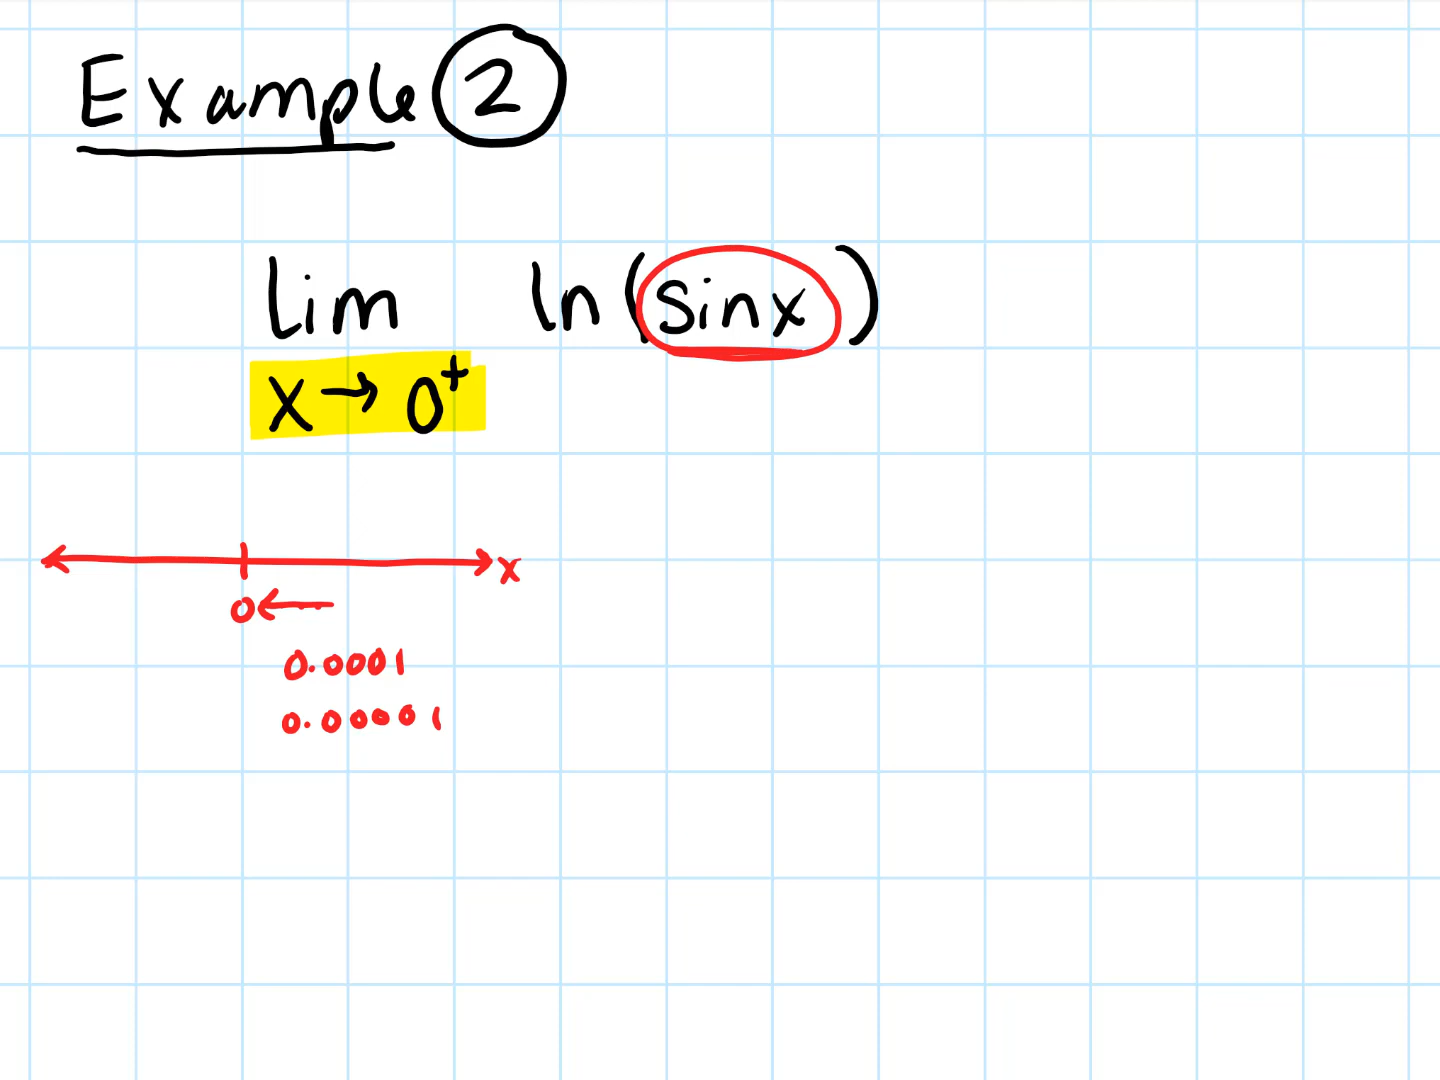 Example 2
lim ln(sinx)
x → 0⁺
x
0 ←
0.0001
0.00001